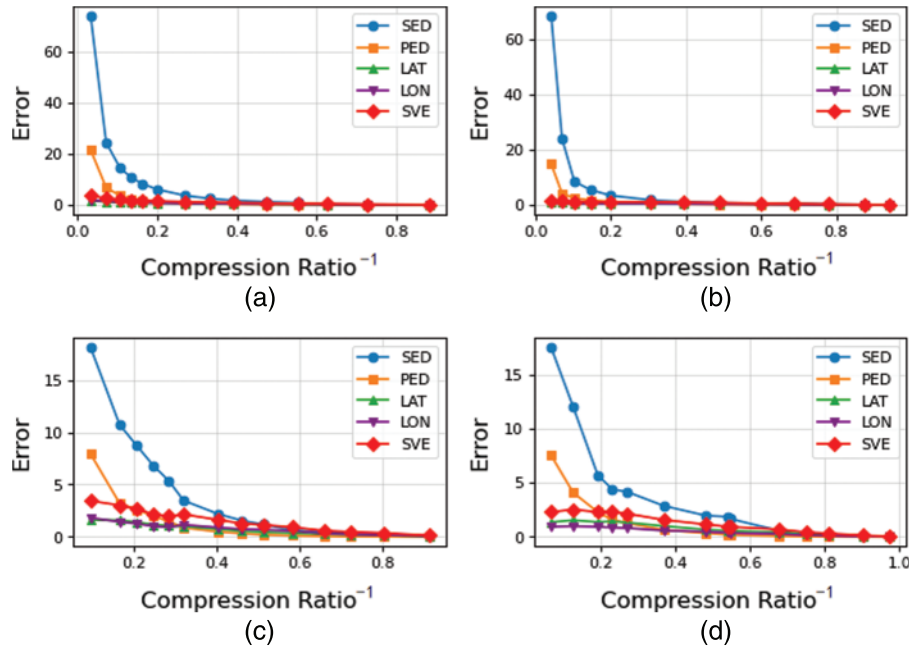 SED
PED
LAT
LON
SVE
60
40
20
0
Error
0.0 0.2 0.4 0.6 0.8
Compression Ratio⁻¹
(a)
SED
PED
LAT
LON
SVE
60
40
20
0
Error
0.0 0.2 0.4 0.6 0.8
Compression Ratio⁻¹
(b)
SED
PED
LAT
LON
SVE
15
10
5
0
Error
0.2 0.4 0.6 0.8
Compression Ratio⁻¹
(c)
SED
PED
LAT
LON
SVE
15
10
5
0
Error
0.2 0.4 0.6 0.8 1.0
Compression Ratio⁻¹
(d)